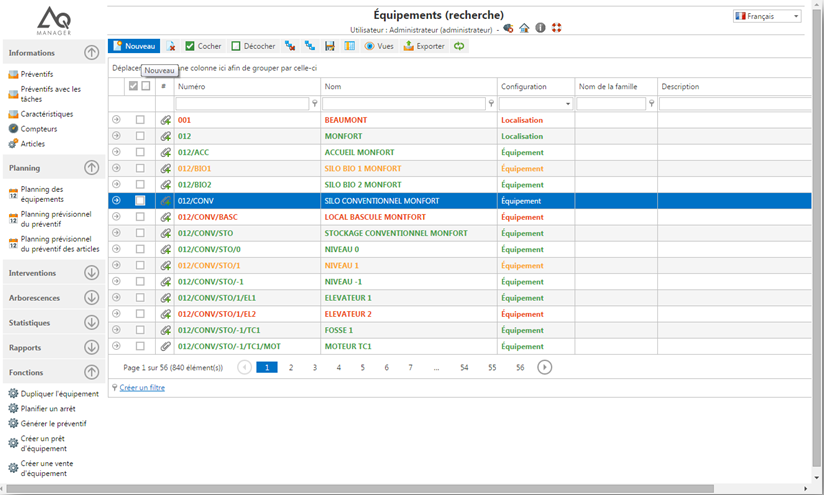 AQ
MANAGER
Équipements (recherche)
Utilisateur : Administrateur (administrateur) -
Français
Informations
Préventifs
Préventifs avec les
tâches
Caractéristiques
Compteurs
Articles
Planning
Planning des
équipements
Planning prévisionnel
du préventif
Planning prévisionnel
du préventif des articles
Interventions
Arborescences
Statistiques
Rapports
Fonctions
Dupliquer l'équipement
Planifier un arrêt
Générer le préventif
Créer un prêt
d'équipement
Créer une vente
d'équipement
Nouveau Cocher Décocher Vues Exporter
Déplacer ne colonne ici afin de grouper par celle-ci
Nouveau
# Numéro Nom Configuration Nom de la famille Description
001 BEAUMONT Localisation
012 MONFORT Localisation
012/ACC ACCUEIL MONFORT Équipement
012/BIO1 SILO BIO 1 MONFORT Équipement
012/BIO2 SILO BIO 2 MONFORT Équipement
012/CONV SILO CONVENTIONNEL MONFORT Équipement
012/CONV/BASC LOCAL BASCULE MONTFORT Équipement
012/CONV/STO STOCKAGE CONVENTIONNEL MONFORT Équipement
012/CONV/STO/0 NIVEAU 0 Équipement
012/CONV/STO/1 NIVEAU 1 Équipement
012/CONV/STO/-1 NIVEAU -1 Équipement
012/CONV/STO/1/EL1 ELEVATEUR 1 Équipement
012/CONV/STO/1/EL2 ELEVATEUR 2 Équipement
012/CONV/STO/-1/TC1 FOSSE 1 Équipement
012/CONV/STO/-1/TC1/MOT MOTEUR TC1 Équipement
Page 1 sur 56 (840 élément(s)) 1 2 3 4 5 6 7 ... 54 55 56
Créer un filtre